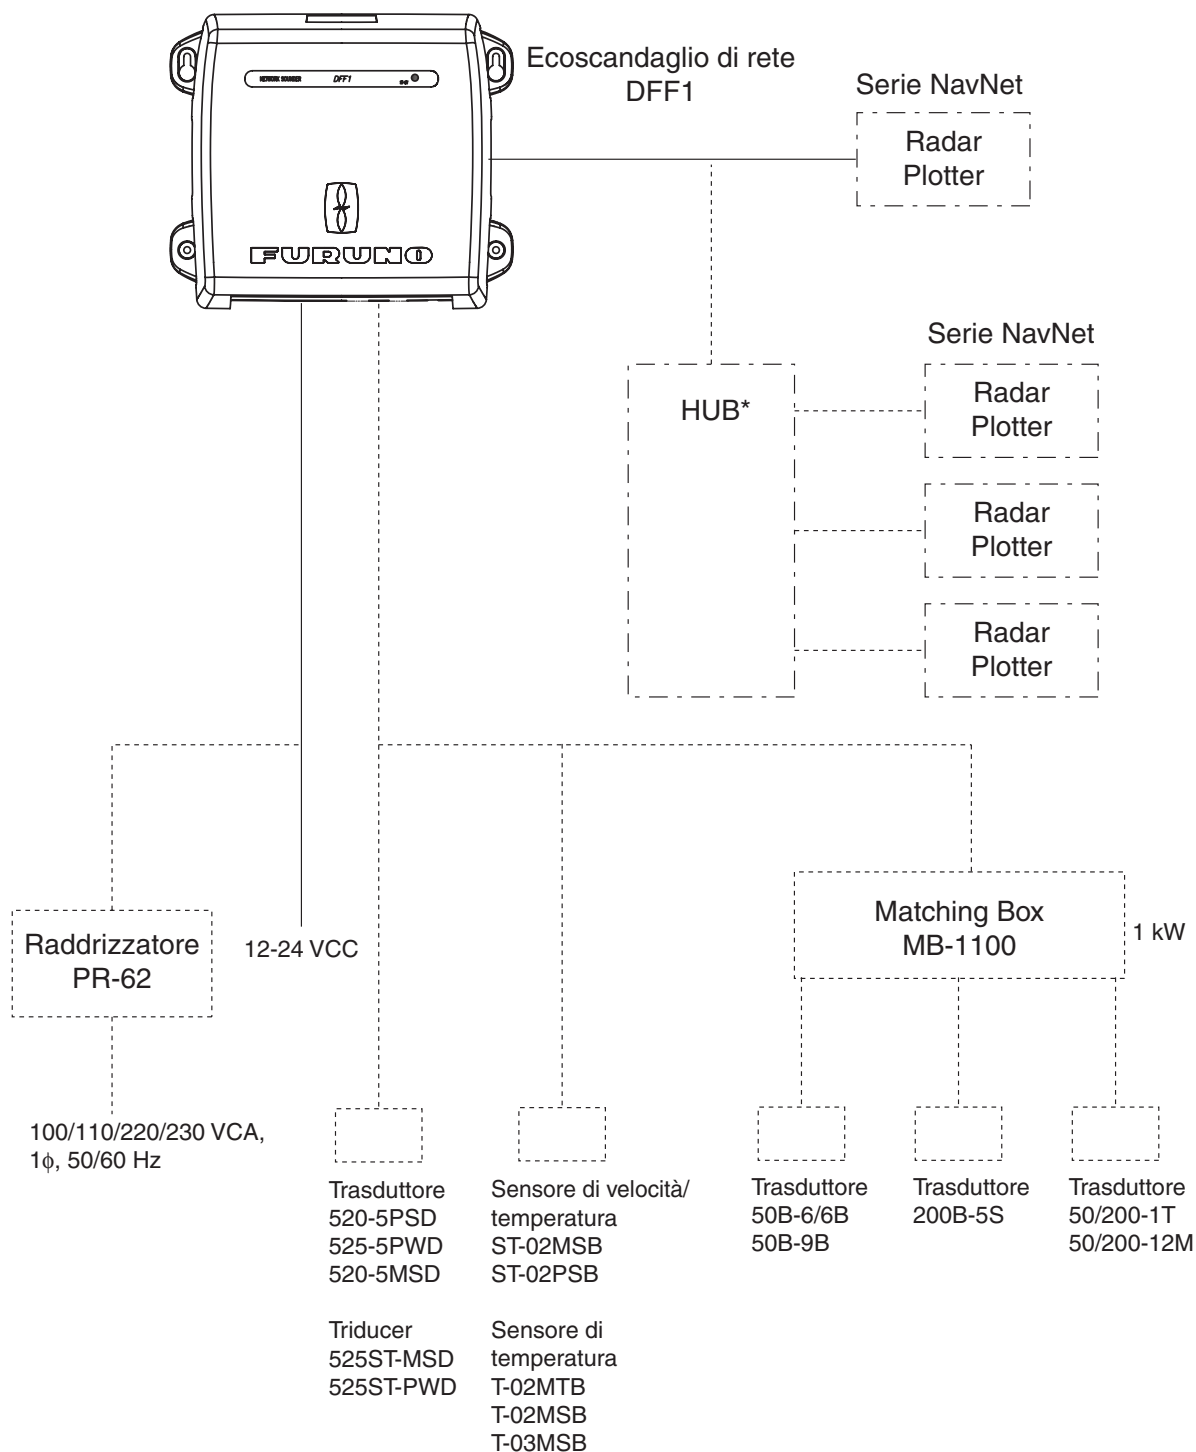 Ecoscandaglio di rete
DFF1
NETWORK SOUNDER DFF1
FURUNO
Serie NavNet
Radar
Plotter
Serie NavNet
HUB*
Radar
Plotter
Radar
Plotter
Radar
Plotter
Raddrizzatore
PR-62
12-24 VCC
Matching Box
MB-1100
1 kW
100/110/220/230 VCA,
1ϕ, 50/60 Hz
Trasduttore
520-5PSD
525-5PWD
520-5MSD
Triducer
525ST-MSD
525ST-PWD
Sensore di velocità/
temperatura
ST-02MSB
ST-02PSB
Sensore di
temperatura
T-02MTB
T-02MSB
T-03MSB
Trasduttore
50B-6/6B
50B-9B
Trasduttore
200B-5S
Trasduttore
50/200-1T
50/200-12M